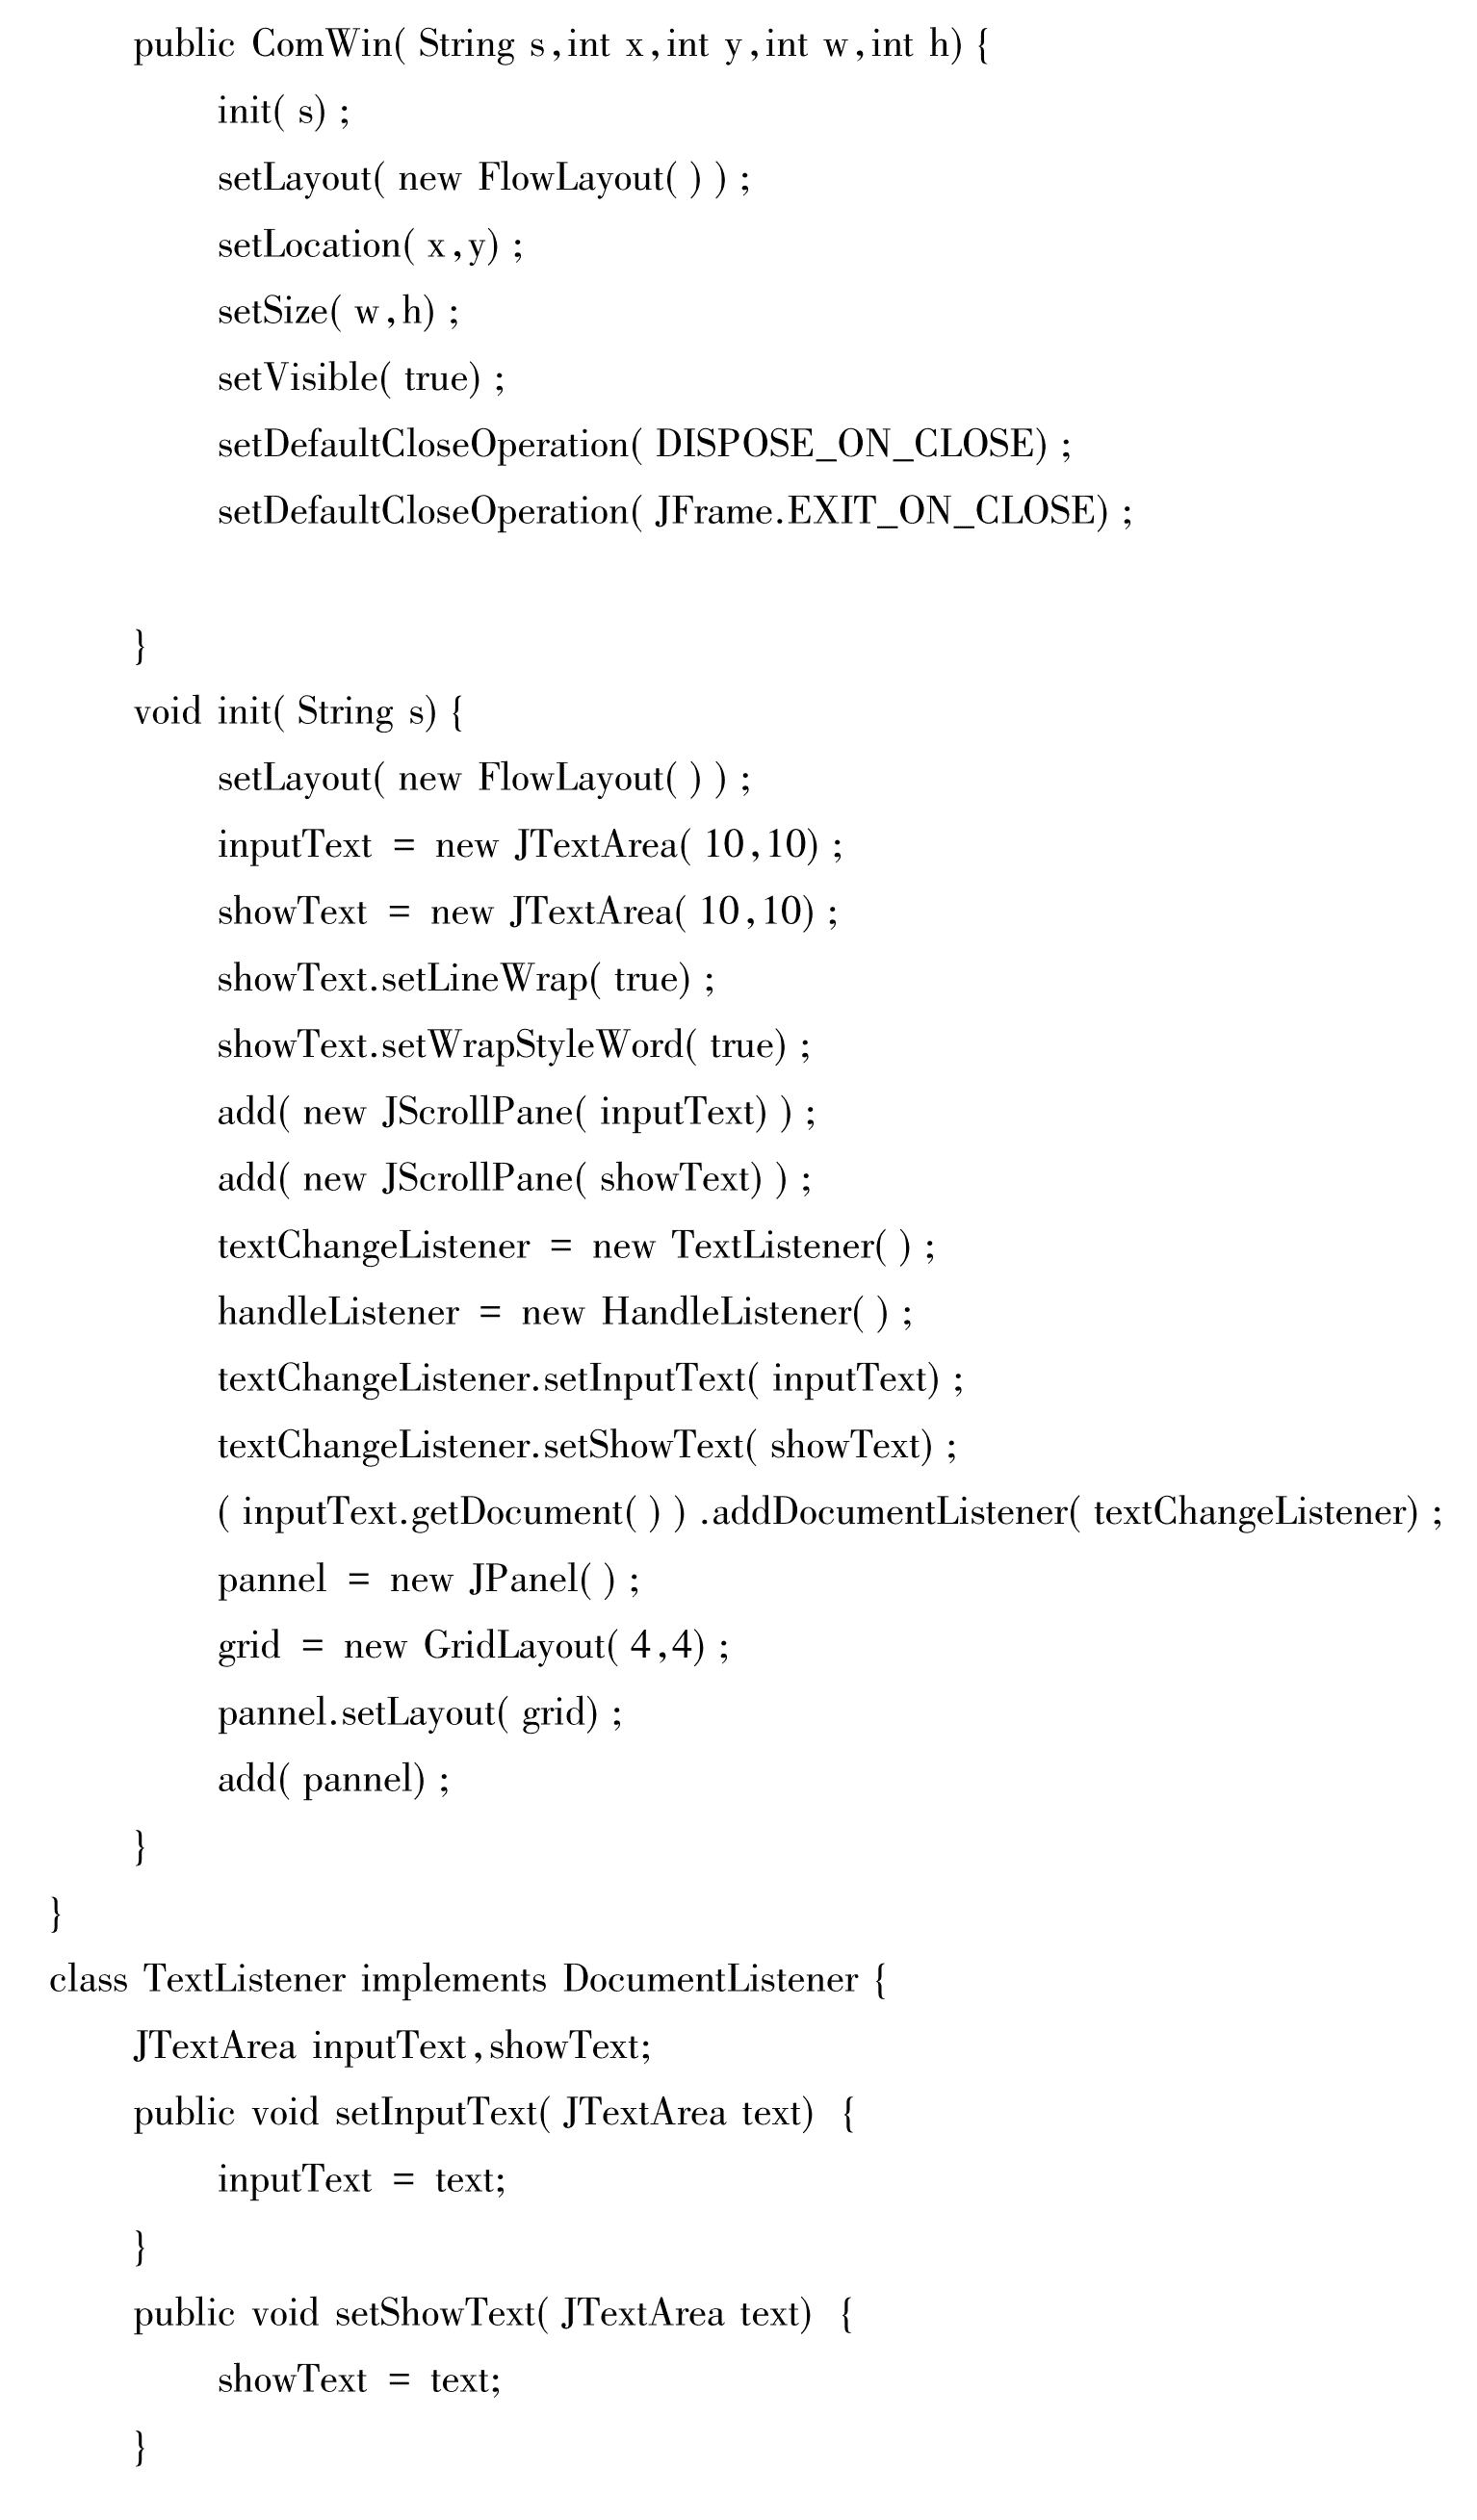 public ComWin( String s,int x,int y,int w,int h) {
init( s) ;
setLayout( new FlowLayout( ) ) ;
setLocation( x,y) ;
setSize( w,h) ;
setVisible( true) ;
setDefaultCloseOperation( DISPOSE_ON_CLOSE) ;
setDefaultCloseOperation( JFrame.EXIT_ON_CLOSE) ;
}
void init( String s) {
setLayout( new FlowLayout( ) ) ;
inputText = new JTextArea( 10,10) ;
showText = new JTextArea( 10,10) ;
showText.setLineWrap( true) ;
showText.setWrapStyleWord( true) ;
add( new JScrollPane( inputText) ) ;
add( new JScrollPane( showText) ) ;
textChangeListener = new TextListener( ) ;
handleListener = new HandleListener( ) ;
textChangeListener.setInputText( inputText) ;
textChangeListener.setShowText( showText) ;
( inputText.getDocument( ) ) .addDocumentListener( textChangeListener) ;
pannel = new JPanel( ) ;
grid = new GridLayout( 4,4) ;
pannel.setLayout( grid) ;
add( pannel) ;
}
}
class TextListener implements DocumentListener {
JTextArea inputText,showText;
public void setInputText( JTextArea text) {
inputText = text;
}
public void setShowText( JTextArea text) {
showText = text;
}